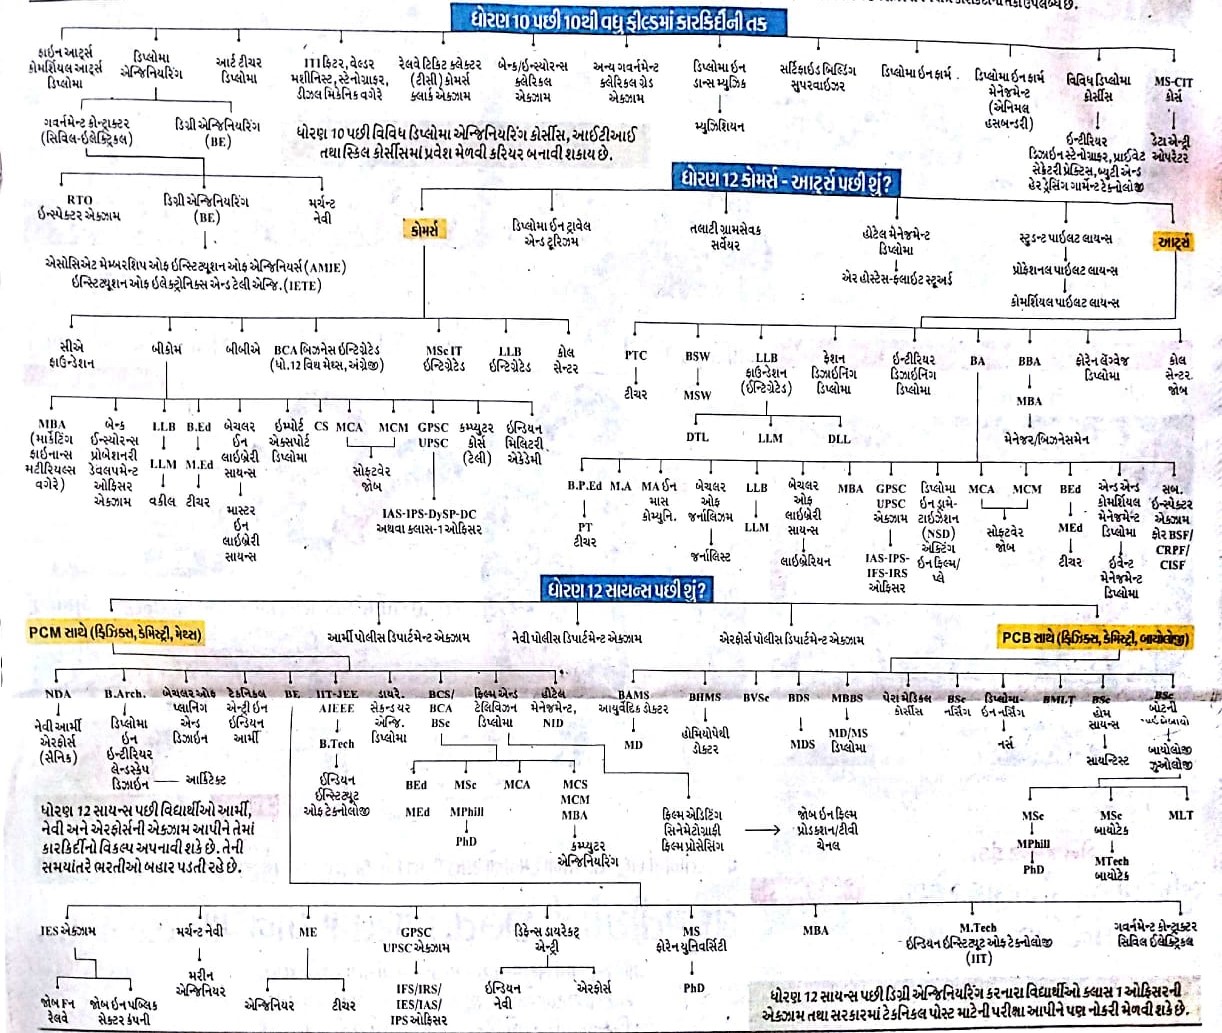 ધોરણ 10 પછી 10થી વધુ ફીલ્ડમાં કારકિર્દીની તક
ફાઇન આર્ટ્સ
કોમર્શિયલ આર્ટ્સ
ડિપ્લોમા
ડિપ્લોમા
એન્જિનિયરિંગ
આર્ટ ટીચર
ડિપ્લોમા
ITI ફિટર, વેલ્ડર
મશીનિસ્ટ, સ્ટેનોગ્રાફર,
ડીઝલ મિકેનિક વગેરે
રેલવે ટિકિટ ક્લેક્ટર
(ટીસી) કોમર્સ
ક્લાર્ક એક્ઝામ
બેન્ક/ઇન્સ્યોરન્સ
ક્લેરિકલ
એક્ઝામ
અન્ય ગવર્નમેન્ટ
ક્લેરિકલ ગ્રેડ
એક્ઝામ
ડિપ્લોમા ઇન
ડાન્સ મ્યુઝિક
મ્યુઝિશિયન
સર્ટિફાઇડ બિલ્ડિંગ
સુપરવાઇઝર
ડિપ્લોમા ઇન ફાર્મ.
ડિપ્લોમા ઇન ફાર્મ
મેનેજમેન્ટ
(એનિમલ
હસબન્ડરી)
વિવિધ ડિપ્લોમા
કોર્સીસ
ઇન્ટીરિયર
ડિઝાઇન સ્ટેનોગ્રાફર, પ્રાઈવેટ
સેક્રેટરી પ્રેક્ટિસ, બ્યુટી એન્ડ
હેર ડ્રેસિંગ ગાર્મેન્ટ ટેક્નોલોજી
MS-CIT
કોર્સ
ડેટા એન્ટ્રી
ઓપરેટર
ગવર્નમેન્ટ કોન્ટ્રાક્ટર
(સિવિલ-ઇલેક્ટ્રિકલ)
ડિગ્રી એન્જિનિયરિંગ
(BE)
ધોરણ 10 પછી વિવિધ ડિપ્લોમા એન્જિનિયરિંગ કોર્સીસ, આઈટીઆઈ
તથા સ્કિલ કોર્સીસમાં પ્રવેશ મેળવી કરિયર બનાવી શકાય છે.
RTO
ઇન્સ્પેક્ટર એક્ઝામ
ડિગ્રી એન્જિનિયરિંગ
(BE)
મર્ચન્ટ
નેવી
એસોસિએટ મેમ્બરશિપ ઓફ ઇન્સ્ટિટ્યૂશન ઓફ એન્જિનિયર્સ (AMIE)
ઇન્સ્ટિટ્યૂશન ઓફ ઇલેક્ટ્રોનિક્સ એન્ડ ટેલી એન્જિ. (IETE)
ધોરણ 12 કોમર્સ - આર્ટ્સ પછી શું?
કોમર્સ
ડિપ્લોમા ઇન ટ્રાવેલ
એન્ડ ટૂરિઝમ
તલાટી ગ્રામસેવક
સર્વેયર
હોટેલ મેનેજમેન્ટ
ડિપ્લોમા
એર હોસ્ટેસ-ફ્લાઇટ સ્ટૂઅર્ડ
સ્ટુડન્ટ પાઇલટ લાયન્સ
પ્રોફેશનલ પાઇલટ લાયન્સ
કોમર્શિયલ પાઇલટ લાયન્સ
આર્ટ્સ
સીએ
ફાઉન્ડેશન
બીકોમ
બીબીએ
BCA બિઝનેસ ઇન્ટિગ્રેટેડ
(ધો.12 વિથ મેથ્સ, અંગ્રેજી)
MSc IT
ઇન્ટિગ્રેટેડ
LLB
ઇન્ટિગ્રેટેડ
કોલ
સેન્ટર
MBA
(માર્કેટિંગ
ફાઇનાન્સ
મટીરિયલ્સ
વગેરે)
બેન્ક
ઈન્સ્યોરન્સ
પ્રોબેશનરી
ડેવલપમેન્ટ
ઓફિસર
એક્ઝામ
LLB
LLM
વકીલ
B.Ed
M.Ed
ટીચર
બેચલર
ઈન
લાઈબ્રેરી
સાયન્સ
માસ્ટર
ઇન
લાઇબ્રેરી
સાયન્સ
ઇમ્પોર્ટ
એક્સપોર્ટ
ડિપ્લોમા
CS
MCA
MCM
સોફ્ટવેર
જોબ
GPSC
UPSC
IAS-IPS-DySP-DC
અથવા ક્લાસ-1 ઓફિસર
કમ્પ્યુટર
કોર્સ
(ટેલી)
ઇન્ડિયન
મિલિટરી
એકેડેમી
PTC
ટીચર
BSW
MSW
LLB
ફાઉન્ડેશન
(ઇન્ટિગ્રેટેડ)
DTL
LLM
DLL
ફેશન
ડિઝાઇનિંગ
ડિપ્લોમા
ઇન્ટીરિયર
ડિઝાઇનિંગ
ડિપ્લોમા
BA
BBA
MBA
મેનેજર/બિઝનેસમેન
ફોરેન લેંગ્વેજ
ડિપ્લોમા
કોલ
સેન્ટર
જોબ
B.P.Ed
PT
ટીચર
M.A
MA ઈન
માસ
કોમ્યુનિ.
બેચલર
ઓફ
જર્નાલિઝમ
જર્નાલિસ્ટ
LLB
LLM
બેચલર
ઓફ
લાઇબ્રેરી
સાયન્સ
લાઇબ્રેરિયન
MBA
GPSC
UPSC
એક્ઝામ
IAS-IPS-
IFS-IRS
ઓફિસર
ડિપ્લોમા
ઇન ડ્રામે-
ટાઇઝેશન
(NSD)
એક્ટિંગ
ઇન ફિલ્મ/
પ્લે
MCA
MCM
સોફ્ટવેર
જોબ
BEd
MEd
ટીચર
એન્ડ એન્ડ
કોમર્શિયલ
મેનેજમેન્ટ
ડિપ્લોમા
ઇવેન્ટ
મેનેજમેન્ટ
ડિપ્લોમા
સબ.
ઇન્સ્પેક્ટર
એક્ઝામ
ફોર BSF/
CRPF/
CISF
ધોરણ 12 સાયન્સ પછી શું?
PCM સાથે (ફિઝિક્સ, કેમિસ્ટ્રી, મેથ્સ)
આર્મી પોલીસ ડિપાર્ટમેન્ટ એક્ઝામ
નેવી પોલીસ ડિપાર્ટમેન્ટ એક્ઝામ
એરફોર્સ પોલીસ ડિપાર્ટમેન્ટ એક્ઝામ
PCB સાથે (ફિઝિક્સ, કેમિસ્ટ્રી, બાયોલોજી)
NDA
નેવી આર્મી
એરફોર્સ
(સૈનિક)
B.Arch.
ડિપ્લોમા
ઇન
ઇન્ટીરિયર
લેન્ડસ્કેપ
ડિઝાઇન
આર્કિટેક્ટ
બેચલર ઓફ
પ્લાનિંગ
એન્ડ
ડિઝાઇન
ટેકનિકલ
એન્ટ્રી ઇન
ઇન્ડિયન
આર્મી
BE
IIT-JEE
AIEEE
B.Tech
ઈન્ડિયન
ઈન્સ્ટિટ્યૂટ
ઓફ ટેક્નોલોજી
ડાયરે.
સેકન્ડ યર
એન્જિ.
ડિપ્લોમા
BCS/
BCA
BSc
ફિલ્મ એન્ડ
ટેલિવિઝન
ડિપ્લોમા
હોટેલ
મેનેજમેન્ટ,
NID
BEd
MEd
MSc
MPhill
PhD
MCA
MCS
MCM
MBA
કમ્પ્યુટર
એન્જિનિયરિંગ
ફિલ્મ એડિટિંગ
સિનેમેટોગ્રાફી
ફિલ્મ પ્રોસેસિંગ
જોબ ઇન ફિલ્મ
પ્રોડક્શન/ટીવી
ચેનલ
BAMS
આયુર્વેદિક ડૉક્ટર
MD
BHMS
હોમિયોપેથી
ડૉક્ટર
BVSc
BDS
MDS
MBBS
MD/MS
ડિપ્લોમા
પેરા મેડિકલ
કોર્સીસ
BSc
નર્સિંગ
ડિપ્લોમા-
ઇન નર્સિંગ
નર્સ
BMLT
BSc
હોમ
સાયન્સ
સાયન્ટિસ્ટ
BSc
બોટની
બાયોલોજી
ઝુઓલોજી
MSc
MPhill
PhD
MSc
બાયોટેક
MTech
બાયોટેક
MLT
ધોરણ 12 સાયન્સ પછી વિદ્યાર્થીઓ આર્મી,
નેવી અને એરફોર્સની એક્ઝામ આપીને તેમાં
કારકિર્દીનો વિકલ્પ અપનાવી શકે છે. તેની
સમયાંતરે ભરતીઓ બહાર પડતી રહે છે.
IES એક્ઝામ
જોબ ઇન
રેલવે
જોબ ઇન પબ્લિક
સેક્ટર કંપની
મર્ચન્ટ નેવી
મરીન
એન્જિનિયર
ME
એન્જિનિયર
ટીચર
GPSC
UPSC એક્ઝામ
IFS/IRS/
IES/IAS/
IPS ઓફિસર
ડિફેન્સ ડાયરેક્ટ
એન્ટ્રી
ઇન્ડિયન
નેવી
એરફોર્સ
MS
ફોરેન યુનિવર્સિટી
PhD
MBA
M.Tech
ઇન્ડિયન ઇન્સ્ટિટ્યૂટ ઓફ ટેક્નોલોજી
(IIT)
ગવર્નમેન્ટ કોન્ટ્રાક્ટર
સિવિલ ઈલેક્ટ્રિકલ
ધોરણ 12 સાયન્સ પછી ડિગ્રી એન્જિનિયરિંગ કરનારા વિદ્યાર્થીઓ ક્લાસ 1 ઓફિસરની
એક્ઝામ તથા સરકારમાં ટેકનિકલ પોસ્ટ માટેની પરીક્ષા આપીને પણ નોકરી મેળવી શકે છે.